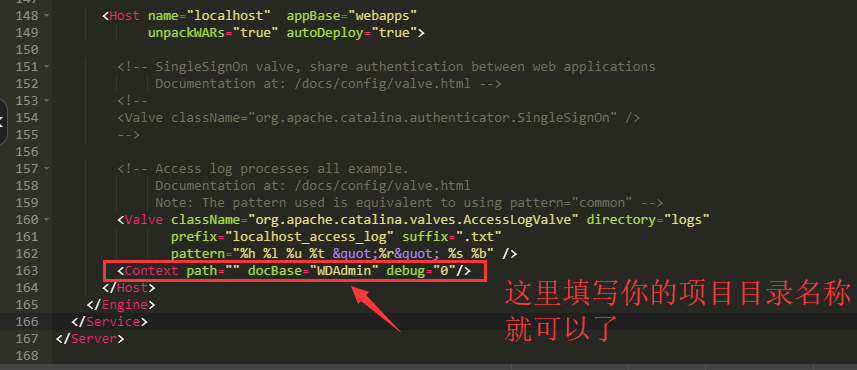 148 <Host name="localhost"  appBase="webapps"
149 unpackWARs="true" autoDeploy="true">
150
151 <!-- SingleSignOn valve, share authentication between web applications
152 Documentation at: /docs/config/valve.html -->
153 <!--
154 <Valve className="org.apache.catalina.authenticator.SingleSignOn" />
155 -->
156
157 <!-- Access log processes all example.
158 Documentation at: /docs/config/valve.html
159 Note: The pattern used is equivalent to using pattern="common" -->
160 <Valve className="org.apache.catalina.valves.AccessLogValve" directory="logs"
161 prefix="localhost_access_log" suffix=".txt"
162 pattern="%h %l %u %t &quot;%r&quot; %s %b" />
163 <Context path="" docBase="WDAdmin" debug="0"/>
164 </Host>
165 </Engine>
166 </Service>
167 </Server>
168
这里填写你的项目目录名称
就可以了